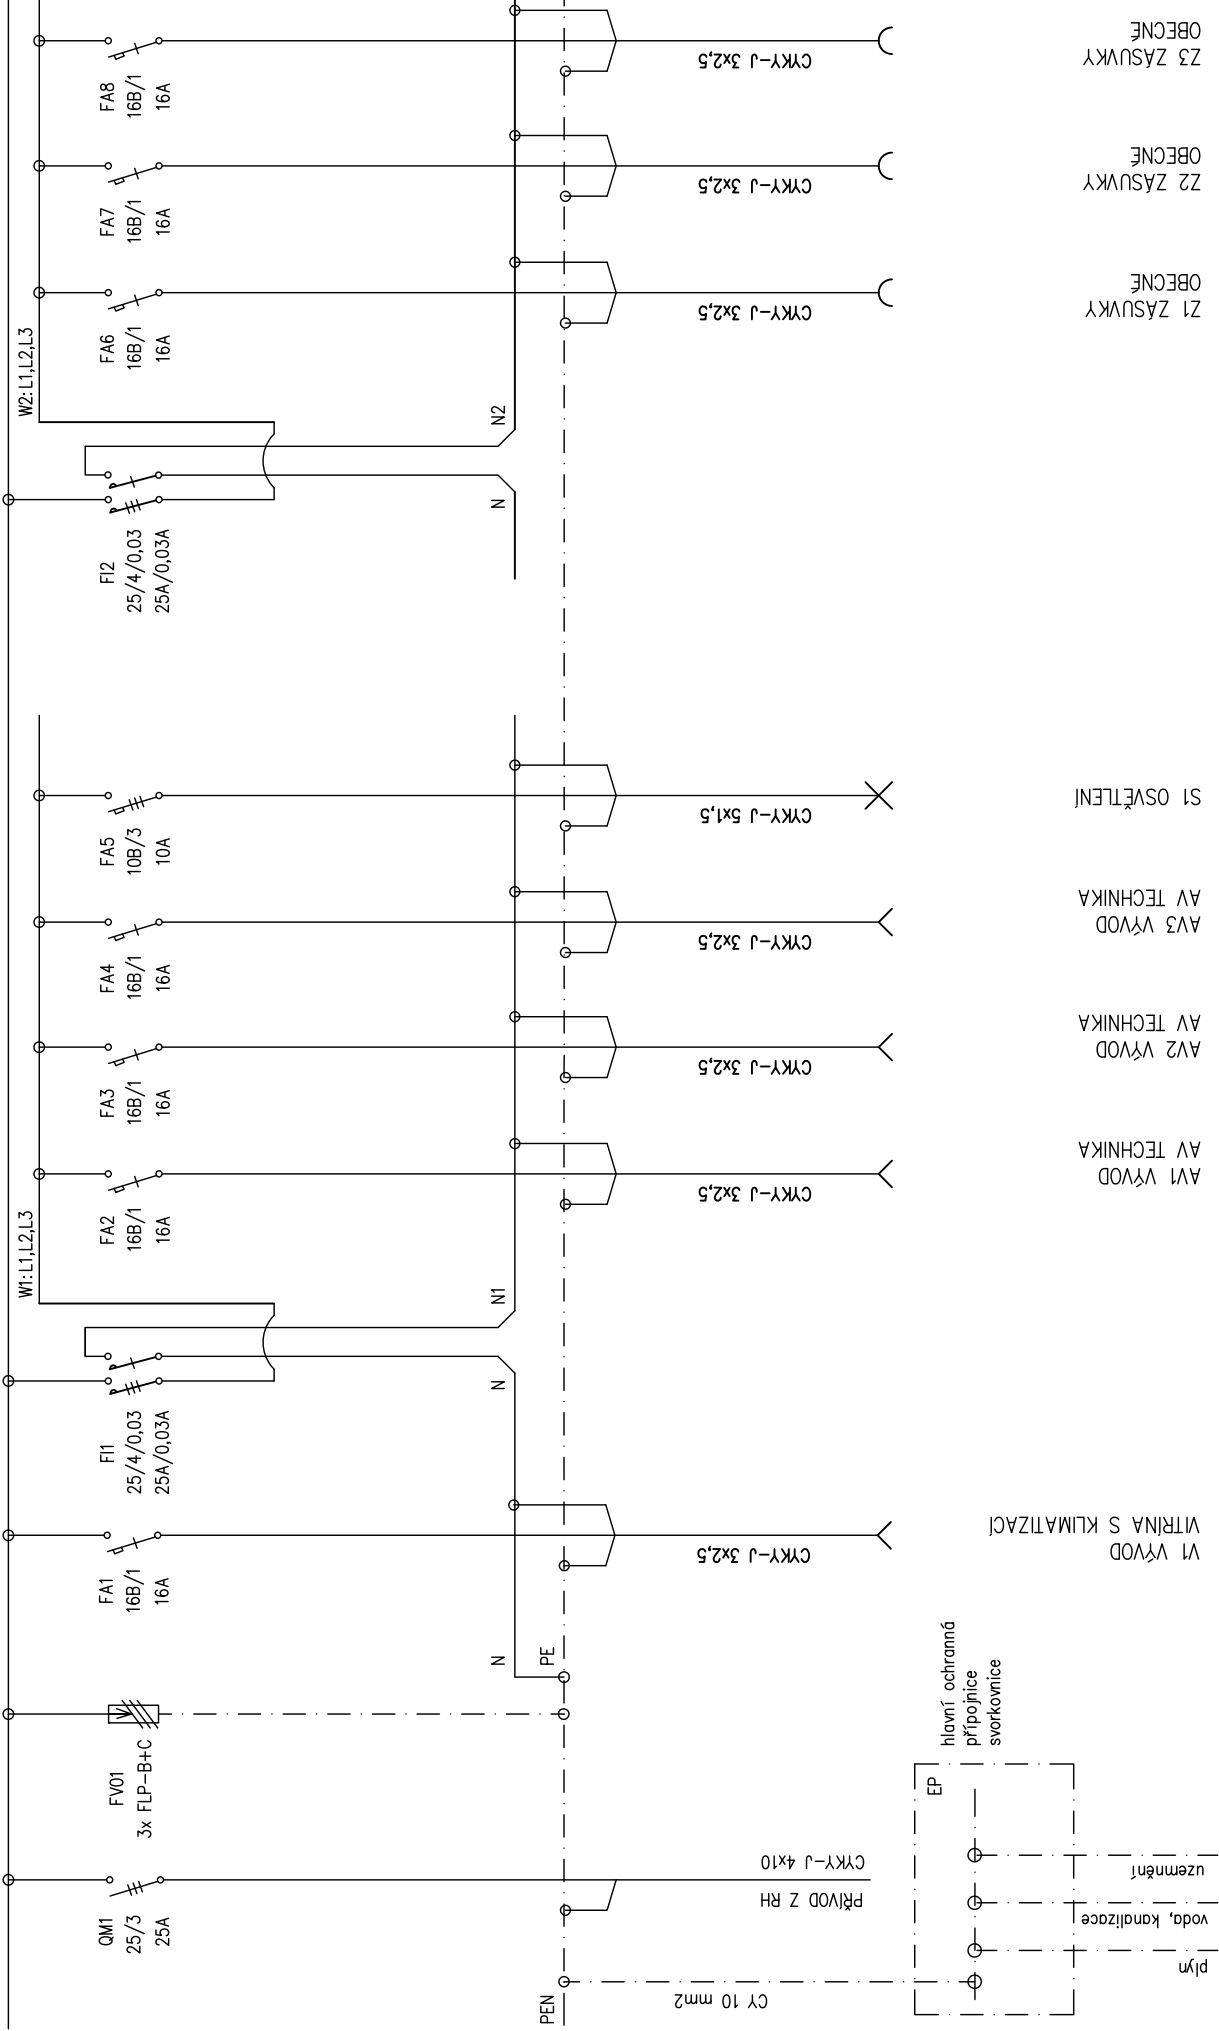 QM1
25/3
25A
FV01
3x FLP-B+C
FA1
16B/1
16A
FI1
25/4/0,03
25A/0,03A
W1:L1,L2,L3
FA2
16B/1
16A
FA3
16B/1
16A
FA4
16B/1
16A
FA5
10B/3
10A
FI2
25/4/0,03
25A/0,03A
W2:L1,L2,L3
FA6
16B/1
16A
FA7
16B/1
16A
FA8
16B/1
16A
PEN
N
PE
N
N1
N
N2
PŘÍVOD Z RH
CYKY-J 4x10
CY 10 mm2
CYKY-J 3x2,5
CYKY-J 3x2,5
CYKY-J 3x2,5
CYKY-J 3x2,5
CYKY-J 5x1,5
CYKY-J 3x2,5
CYKY-J 3x2,5
CYKY-J 3x2,5
EP
hlavní ochranná
přípojnice
svorkovnice
plyn
voda, kanalizace
uzemnění
V1 VÝVOD
VITRÍNA S KLIMATIZACÍ
AV1 VÝVOD
AV TECHNIKA
AV2 VÝVOD
AV TECHNIKA
AV3 VÝVOD
AV TECHNIKA
S1 OSVĚTLENÍ
Z1 ZÁSUVKY
OBECNÉ
Z2 ZÁSUVKY
OBECNÉ
Z3 ZÁSUVKY
OBECNÉ